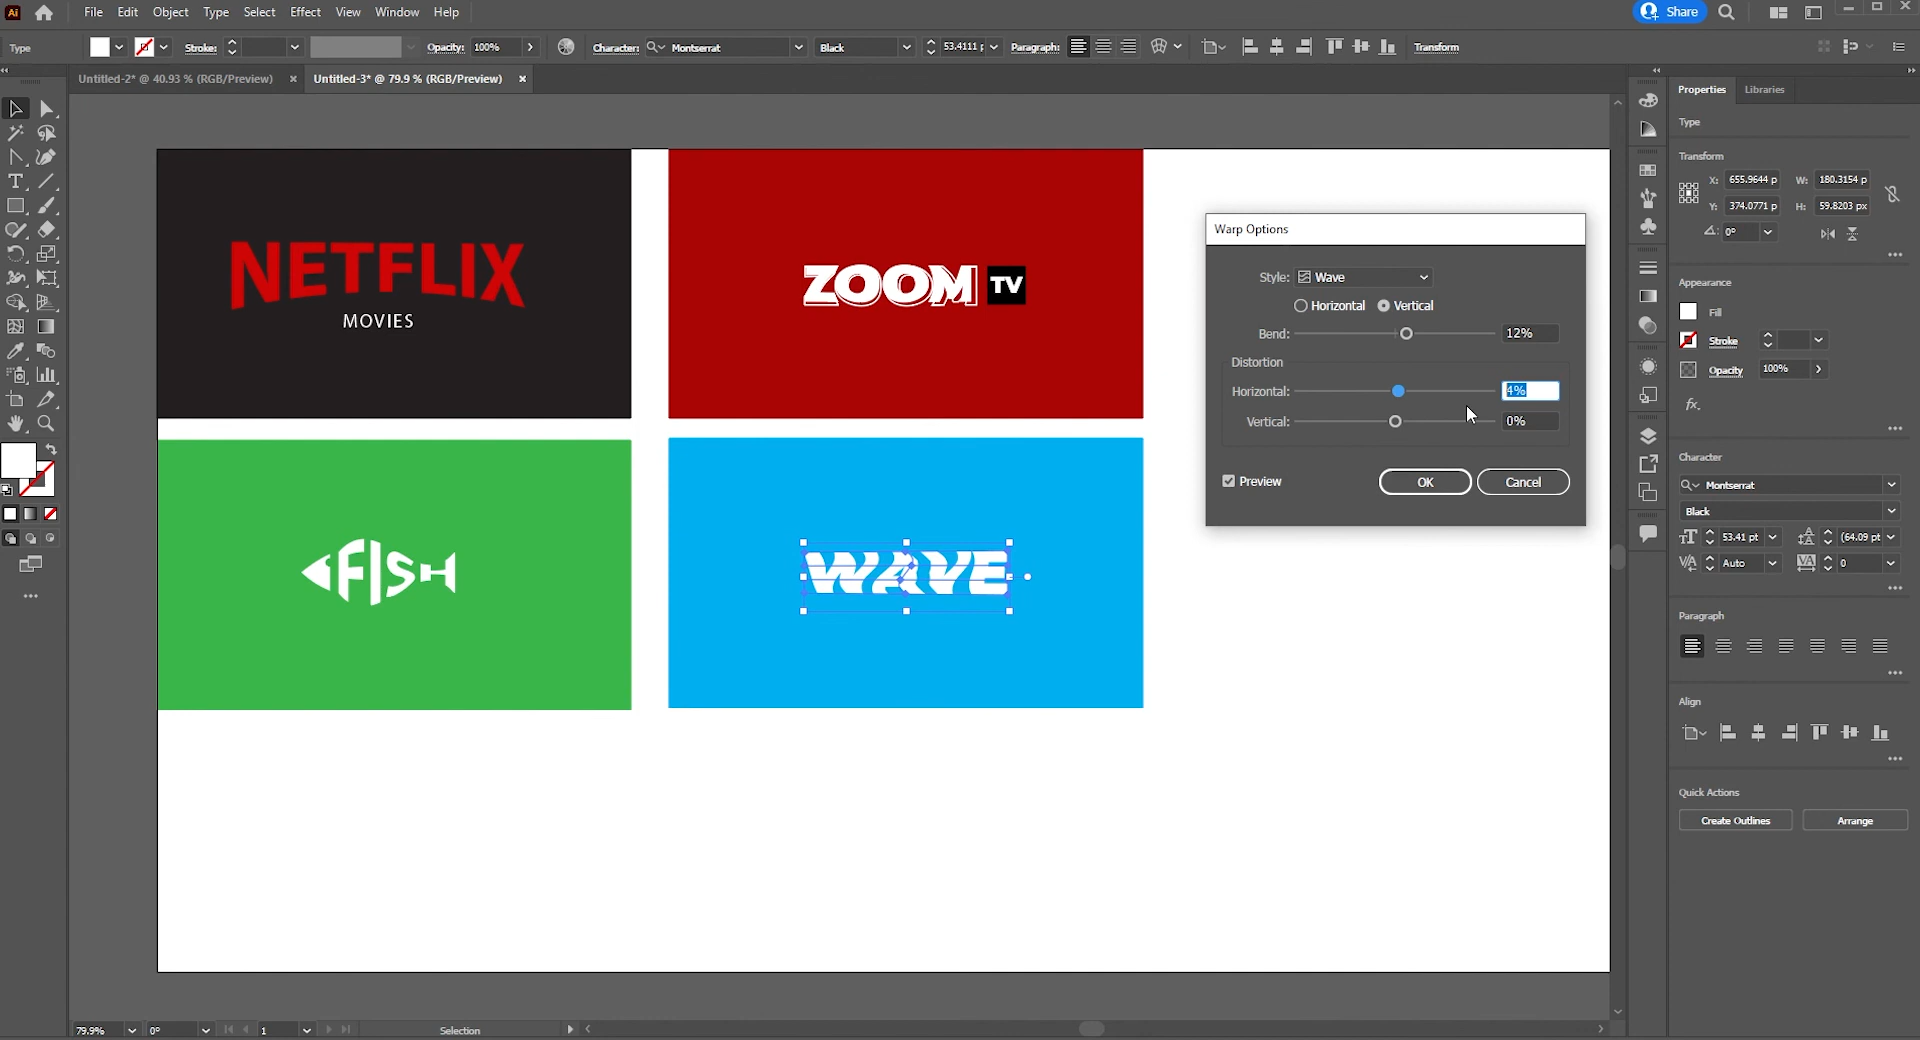 Ai File Edit Object Type Select Effect View Window Help Share
Type Stroke: Opacity: 100% Character: Montserrat Black 53.4111 Paragraph: Transform
Untitled-2* @ 40.93 % (RGB/Preview) × Untitled-3* @ 79.9 % (RGB/Preview) ×
NETFLIX
MOVIES
ZOOM TV
FISH
WAVE
Warp Options
Style: Wave
Horizontal Vertical
Bend: 12%
Distortion
Horizontal: 4%
Vertical: 0%
Preview OK Cancel
Properties Libraries
Type
Transform
X: 655.9644 p W: 180.3154 p
Y: 374.0771 p H: 59.8203 px
0°
Appearance
Fill
Stroke
Opacity 100%
fx.
Character
Montserrat
Black
53.41 pt (64.09 pt
Auto 0
Paragraph
Align
Quick Actions
Create Outlines Arrange
79.9% 0° 1 Selection